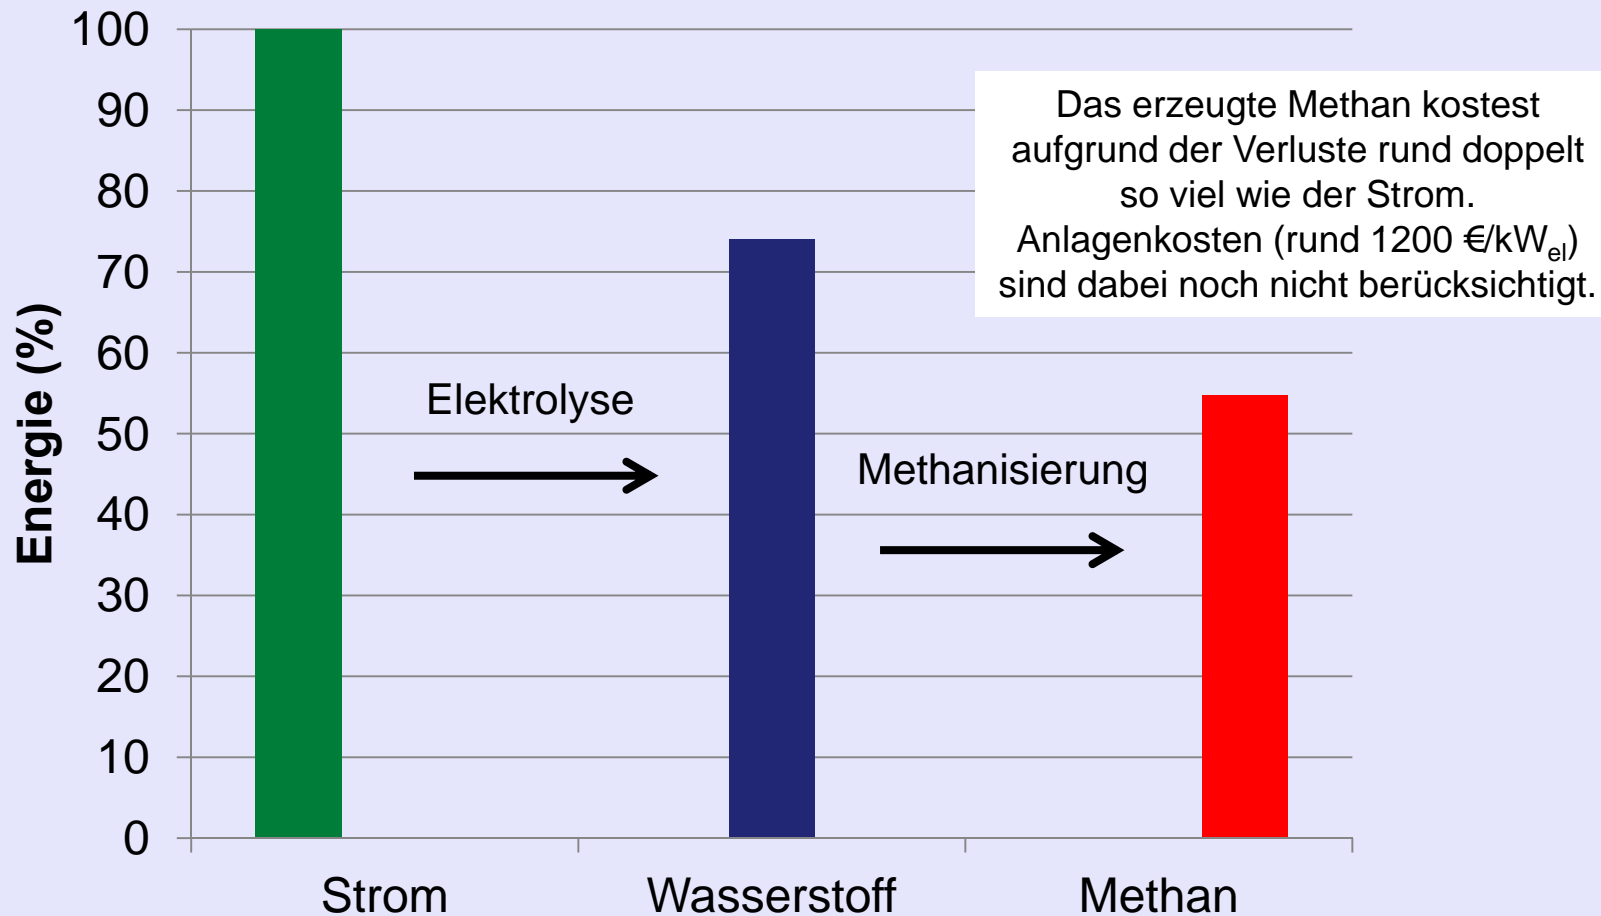 100
90
80
70
60
50
40
30
20
10
0
Energie (%)
Das erzeugte Methan kostest
aufgrund der Verluste rund doppelt
so viel wie der Strom.
Anlagenkosten (rund 1200 €/kWel)
sind dabei noch nicht berücksichtigt.
Elektrolyse
Methanisierung
Strom
Wasserstoff
Methan